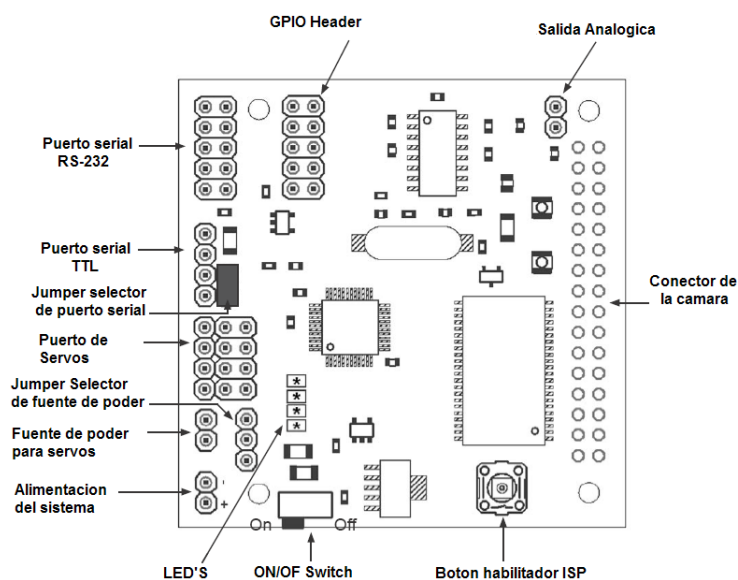 GPIO Header
Salida Analogica
Puerto serial
RS-232
Puerto serial
TTL
Jumper selector
de puerto serial
Conector de
la camara
Puerto de
Servos
Jumper Selector
de fuente de poder
Fuente de poder
para servos
Alimentacion
del sistema
-
+
On
Off
LED'S
ON/OF Switch
Boton habilitador ISP